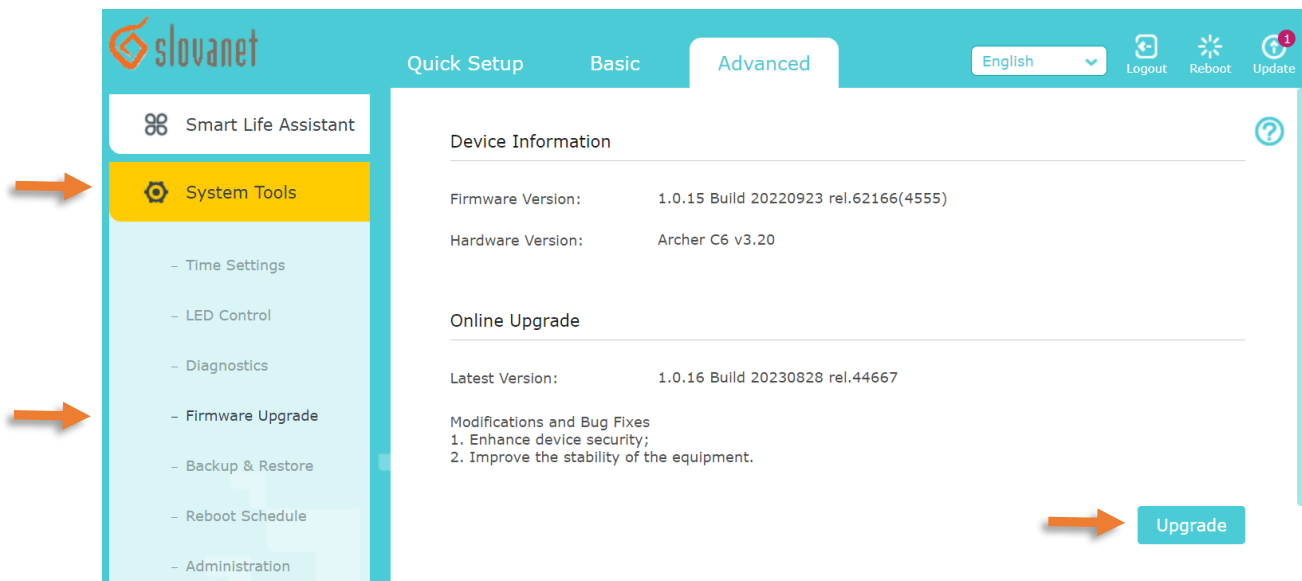 slovanet
Quick Setup
Basic
Advanced
English
Logout
Reboot
1
Update
Smart Life Assistant
System Tools
– Time Settings
– LED Control
– Diagnostics
– Firmware Upgrade
– Backup & Restore
– Reboot Schedule
– Administration
Device Information
?
Firmware Version: 1.0.15 Build 20220923 rel.62166(4555)
Hardware Version: Archer C6 v3.20
Online Upgrade
Latest Version: 1.0.16 Build 20230828 rel.44667
Modifications and Bug Fixes
1. Enhance device security;
2. Improve the stability of the equipment.
Upgrade